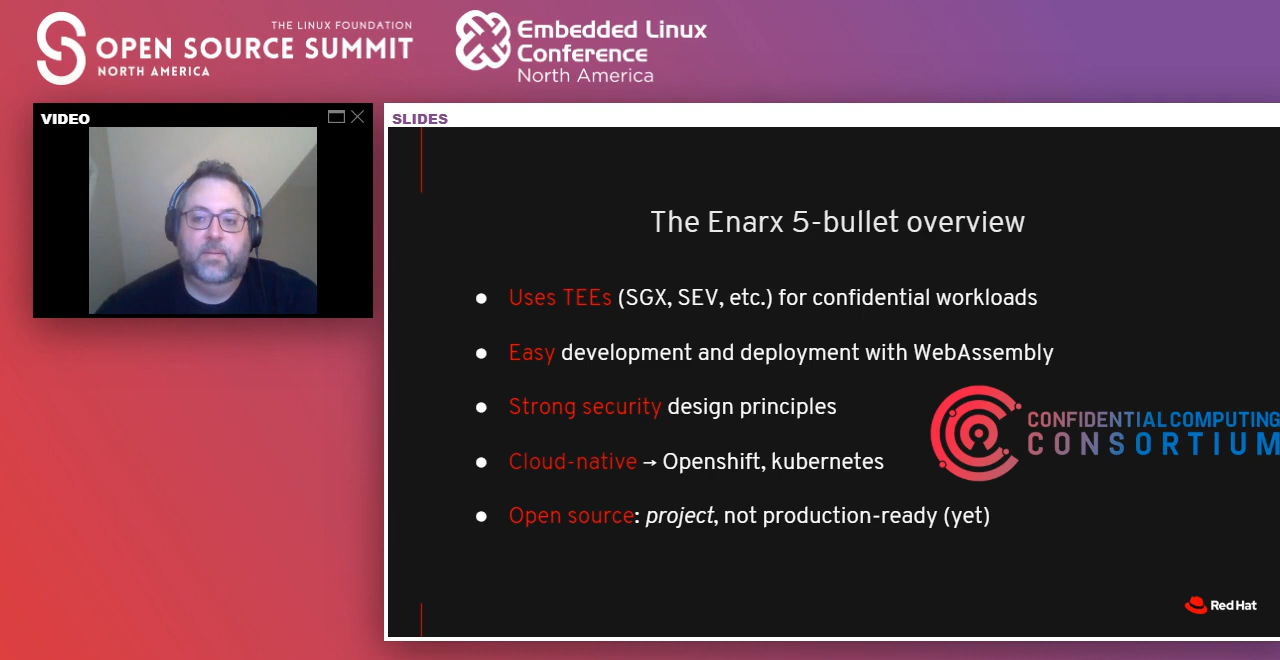 THE LINUX FOUNDATION
OPEN SOURCE SUMMIT
NORTH AMERICA
Embedded Linux
Conference
North America
VIDEO
SLIDES
The Enarx 5-bullet overview
● Uses TEEs (SGX, SEV, etc.) for confidential workloads
● Easy development and deployment with WebAssembly
● Strong security design principles
CONFIDENTIAL COMPUTING
CONSORTIUM
● Cloud-native → Openshift, kubernetes
● Open source: project, not production-ready (yet)
Red Hat